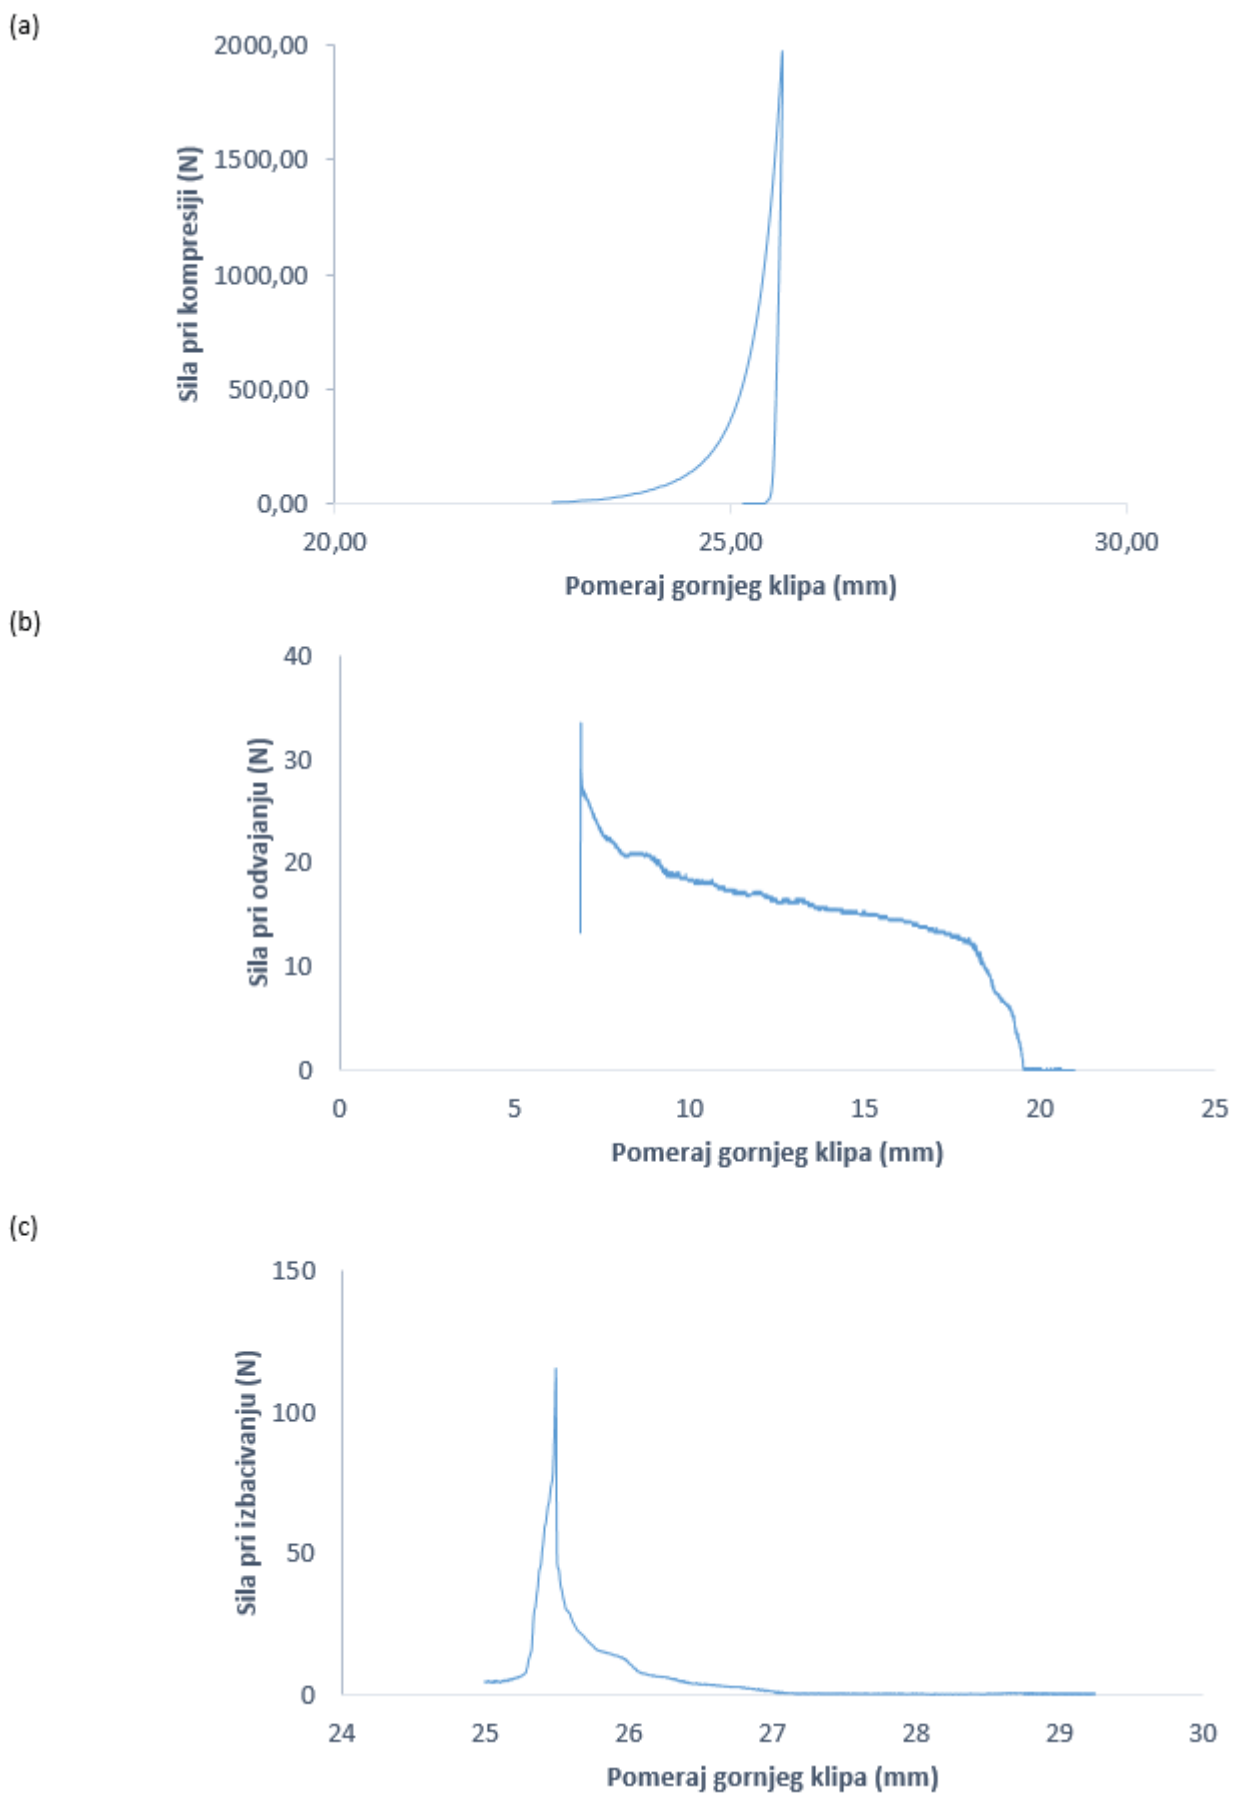 (a)
2000,00
1500,00
1000,00
500,00
0,00
Sila pri kompresiji (N)
20,00 25,00 30,00
Pomeraj gornjeg klipa (mm)
(b)
40
30
20
10
0
Sila pri odvajanju (N)
0 5 10 15 20 25
Pomeraj gornjeg klipa (mm)
(c)
150
100
50
0
Sila pri izbacivanju (N)
24 25 26 27 28 29 30
Pomeraj gornjeg klipa (mm)